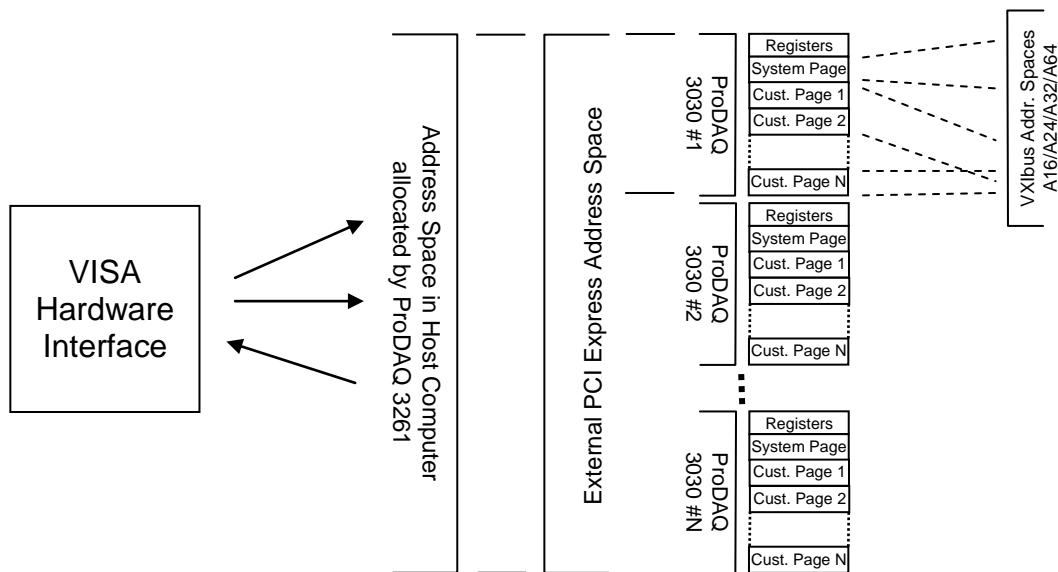 VISA
Hardware
Interface
Address Space in Host Computer
allocated by ProDAQ 3261
External PCI Express Address Space
ProDAQ
3030 #1
Registers
System Page
Cust. Page 1
Cust. Page 2
Cust. Page N
ProDAQ
3030 #2
Registers
System Page
Cust. Page 1
Cust. Page 2
Cust. Page N
ProDAQ
3030 #N
Registers
System Page
Cust. Page 1
Cust. Page 2
Cust. Page N
VXIbus Addr. Spaces
A16/A24/A32/A64